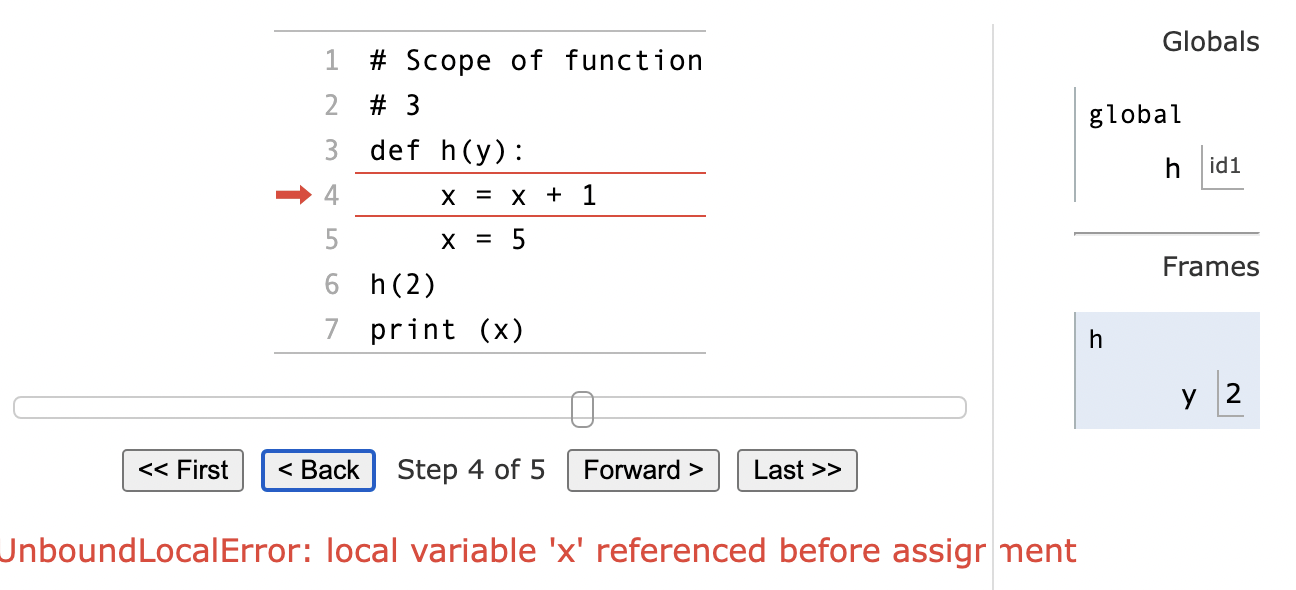 1 # Scope of function
2 # 3
3 def h(y):
4     x = x + 1
5     x = 5
6 h(2)
7 print (x)
<< First < Back Step 4 of 5 Forward > Last >>
UnboundLocalError: local variable 'x' referenced before assignment
Globals
global
h id1
Frames
h
y 2